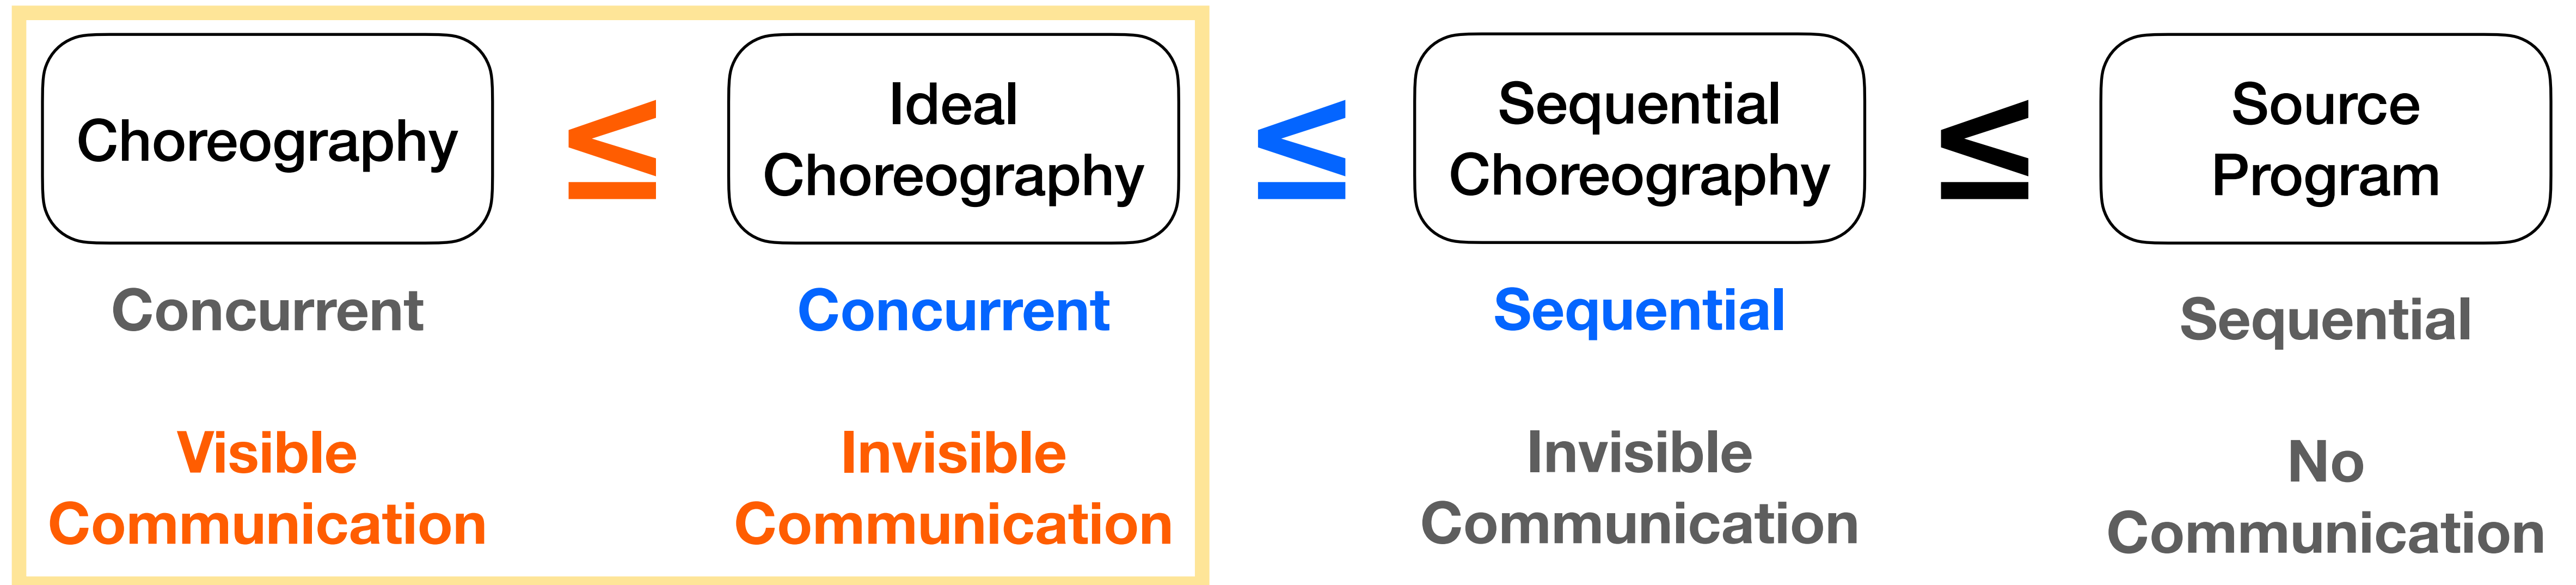 Choreography
≤
Ideal
Choreography
≤
Sequential
Choreography
≤
Source
Program
Concurrent
Concurrent
Sequential
Sequential
Visible
Communication
Invisible
Communication
Invisible
Communication
No
Communication